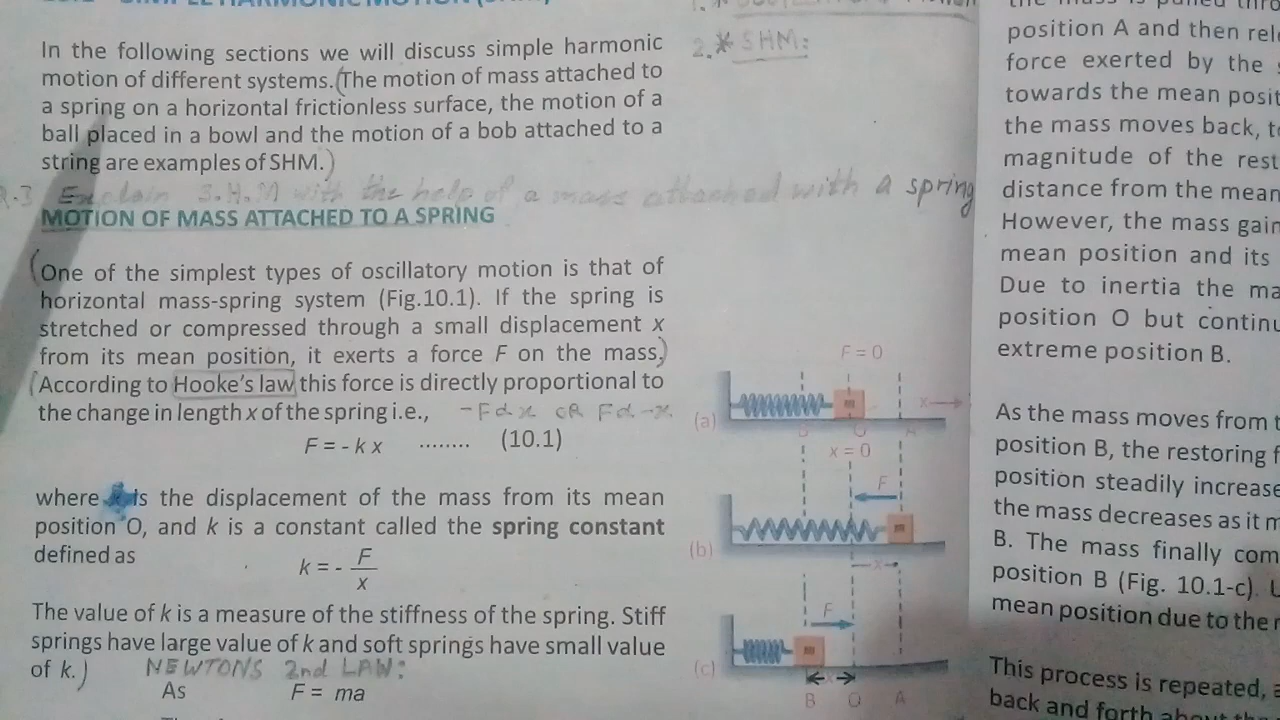 In the following sections we will discuss simple harmonic
motion of different systems. (The motion of mass attached to
a spring on a horizontal frictionless surface, the motion of a
ball placed in a bowl and the motion of a bob attached to a
string are examples of SHM.)
Explain S.H.M with the help of a mass attached with a spring
MOTION OF MASS ATTACHED TO A SPRING
(One of the simplest types of oscillatory motion is that of
horizontal mass-spring system (Fig.10.1). If the spring is
stretched or compressed through a small displacement x
from its mean position, it exerts a force F on the mass,)
(According to Hooke's law this force is directly proportional to
the change in length x of the spring i.e., -F α x OR F α -x
F = - k x ........ (10.1)
where is the displacement of the mass from its mean
position O, and k is a constant called the spring constant
defined as
k = - F
x
The value of k is a measure of the stiffness of the spring. Stiff
springs have large value of k and soft springs have small value
of k.) NEWTONS 2nd LAW:
As F = ma
2. * SHM:
F = 0
m
x
(a)
B O A
x = 0
F
m
(b)
x
F
m
(c)
B O A
position A and then
force exerted by the
towards the mean
the mass moves back,
magnitude of the
distance from the mean
However, the mass
mean position and its
Due to inertia the
position O but
extreme position B.
As the mass moves from
position B, the restoring
position steadily
the mass decreases as it
B. The mass finally
position B (Fig. 10.1-c).
mean position due to the
This process is repeated,
back and forth